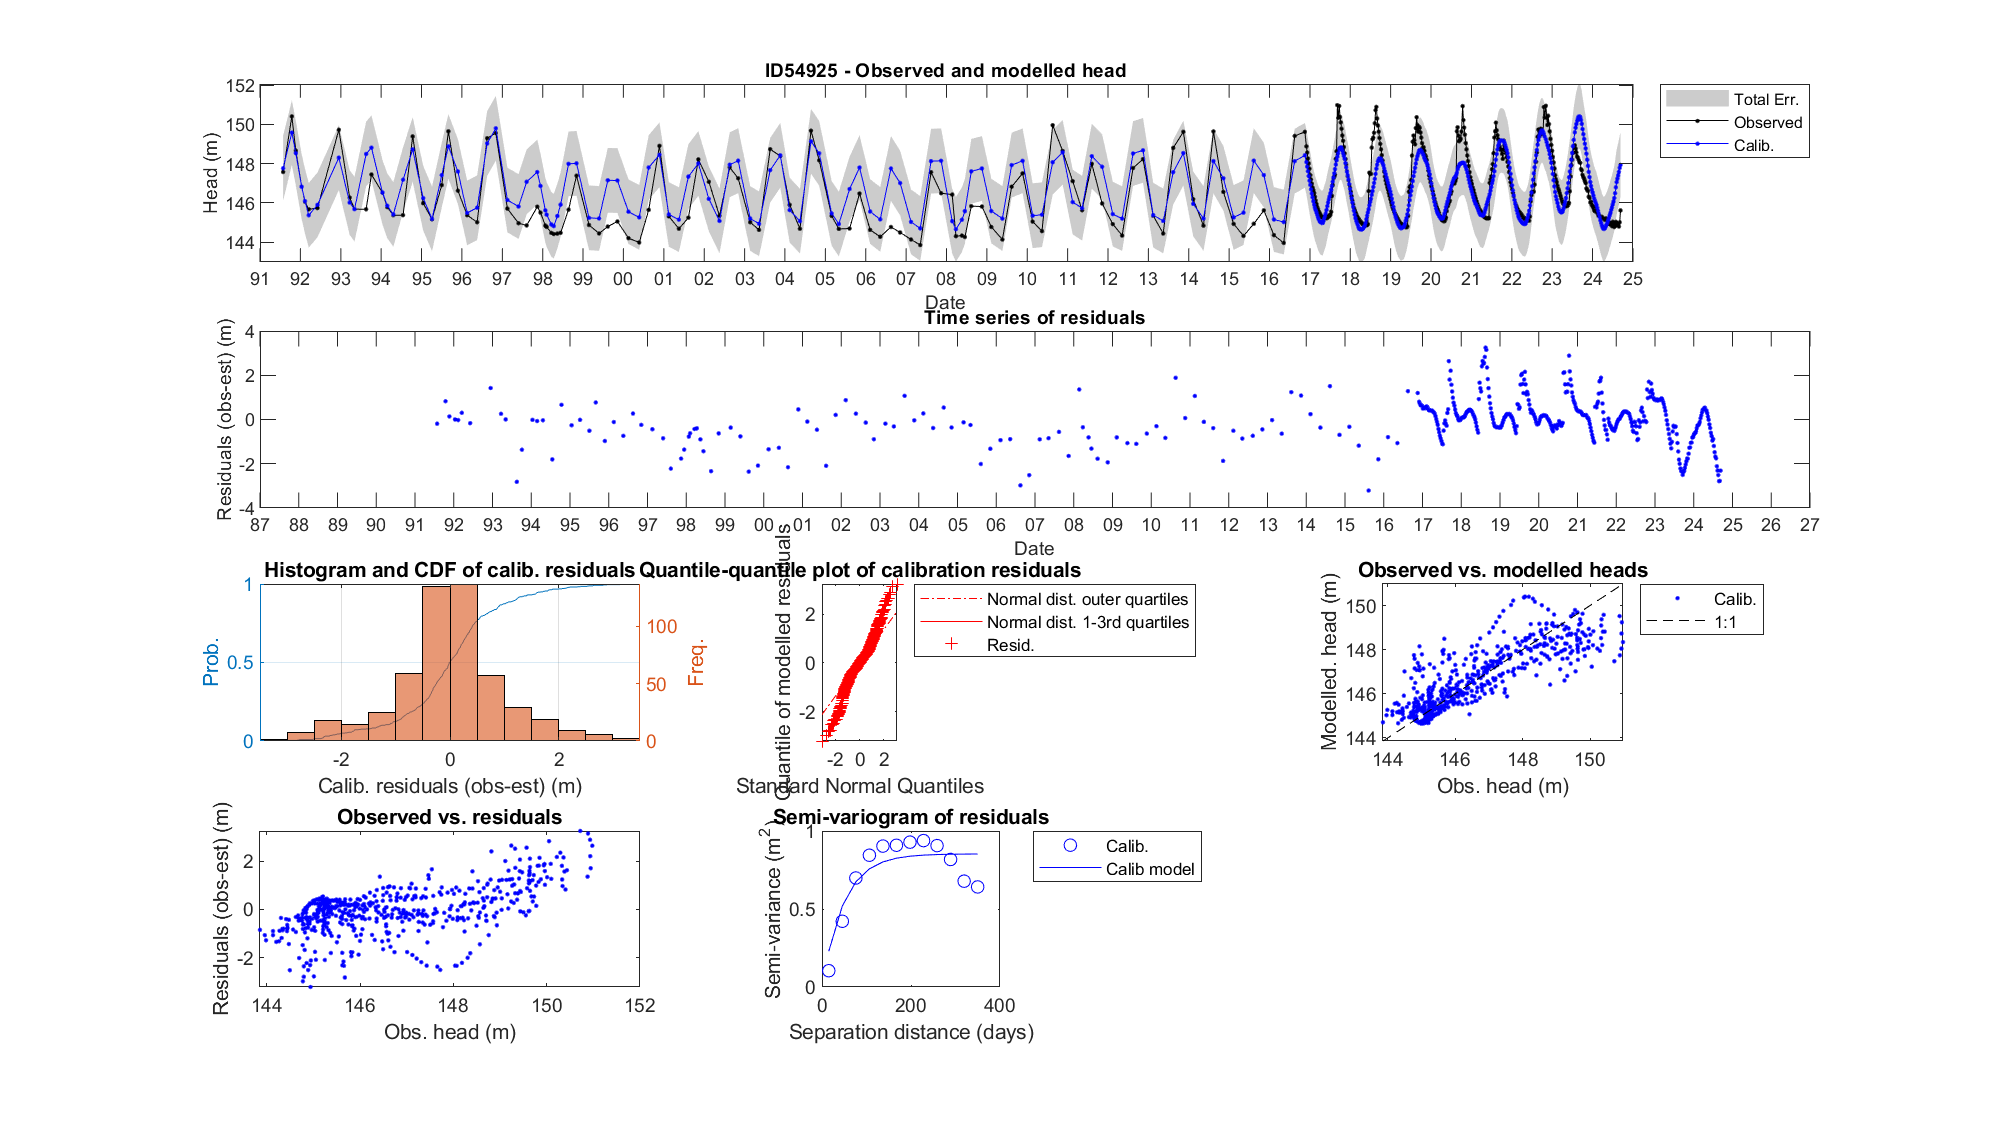 ID54925 - Observed and modelled head
Head (m)
152
150
148
146
144
91 92 93 94 95 96 97 98 99 00 01 02 03 04 05 06 07 08 09 10 11 12 13 14 15 16 17 18 19 20 21 22 23 24 25
Date
Total Err.
Observed
Calib.
Time series of residuals
Residuals (obs-est) (m)
4
2
0
-2
-4
87 88 89 90 91 92 93 94 95 96 97 98 99 00 01 02 03 04 05 06 07 08 09 10 11 12 13 14 15 16 17 18 19 20 21 22 23 24 25 26 27
Date
Histogram and CDF of calib. residuals
Prob.
1
0.5
0
Freq.
100
50
0
-2 0 2
Calib. residuals (obs-est) (m)
Quantile-quantile plot of calibration residuals
Quantile of modelled residuals
2
0
-2
-2 0 2
Standard Normal Quantiles
Normal dist. outer quartiles
Normal dist. 1-3rd quartiles
Resid.
Observed vs. modelled heads
Modelled. head (m)
150
148
146
144
144 146 148 150
Obs. head (m)
Calib.
1:1
Observed vs. residuals
Residuals (obs-est) (m)
2
0
-2
144 146 148 150 152
Obs. head (m)
Semi-variogram of residuals
Semi-variance (m²)
1
0.5
0
0 200 400
Separation distance (days)
Calib.
Calib model